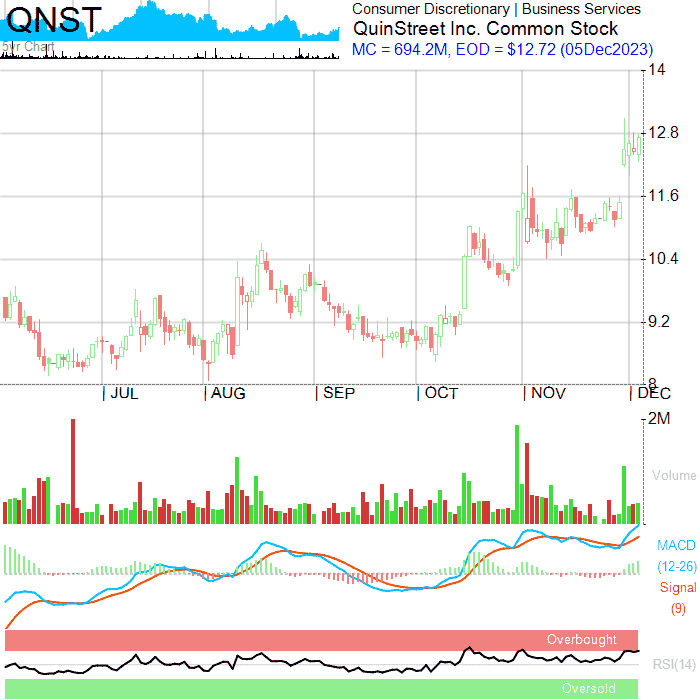 QNST
5yr Chart
Consumer Discretionary | Business Services
QuinStreet Inc. Common Stock
MC = 694.2M, EOD = $12.72 (05Dec2023)
14
12.8
11.6
10.4
9.2
8
| JUL | AUG | SEP | OCT | NOV | DEC
2M
Volume
MACD
(12-26)
Signal
(9)
Overbought
RSI(14)
Oversold